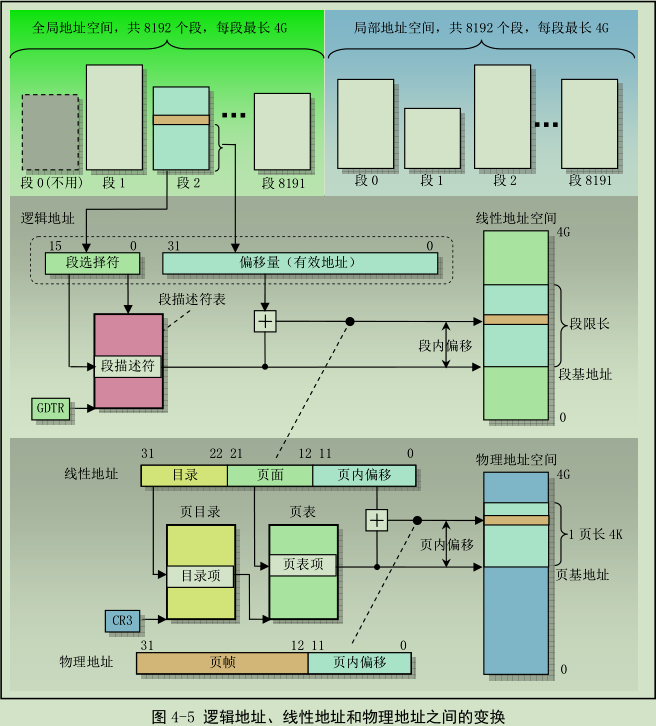 全局地址空间，共 8192 个段，每段最长 4G
局部地址空间，共 8192 个段，每段最长 4G
段 0(不用)
段 1
段 2
段 8191
段 0
段 1
段 2
段 8191
逻辑地址
15
0
31
0
段选择符
偏移量（有效地址）
线性地址空间
4G
段描述符表
段限长
段内偏移
段描述符
段基地址
GDTR
0
31
22
21
12
11
0
线性地址
目录
页面
页内偏移
物理地址空间
4G
页目录
页表
1 页长 4K
页内偏移
目录项
页表项
页基地址
CR3
31
12
11
0
物理地址
页帧
页内偏移
0
图 4-5 逻辑地址、线性地址和物理地址之间的变换